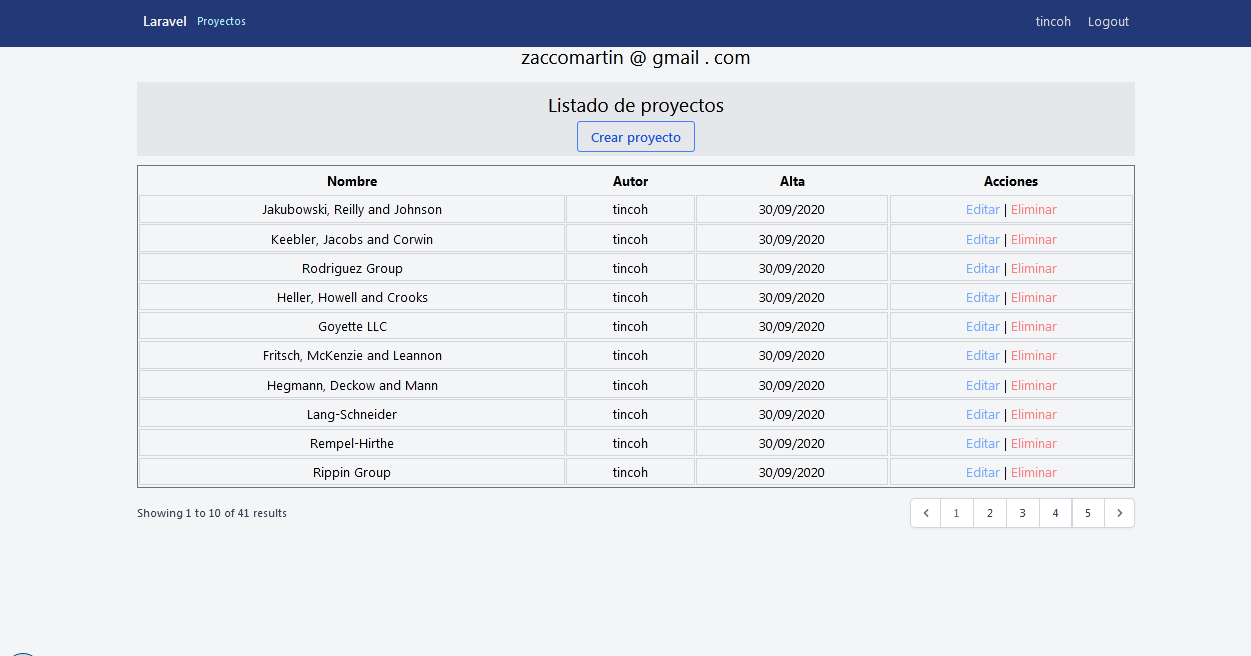 Laravel Proyectos tincoh Logout
zaccomartin @ gmail . com
Listado de proyectos
Crear proyecto
Nombre Autor Alta Acciones
Jakubowski, Reilly and Johnson tincoh 30/09/2020 Editar | Eliminar
Keebler, Jacobs and Corwin tincoh 30/09/2020 Editar | Eliminar
Rodriguez Group tincoh 30/09/2020 Editar | Eliminar
Heller, Howell and Crooks tincoh 30/09/2020 Editar | Eliminar
Goyette LLC tincoh 30/09/2020 Editar | Eliminar
Fritsch, McKenzie and Leannon tincoh 30/09/2020 Editar | Eliminar
Hegmann, Deckow and Mann tincoh 30/09/2020 Editar | Eliminar
Lang-Schneider tincoh 30/09/2020 Editar | Eliminar
Rempel-Hirthe tincoh 30/09/2020 Editar | Eliminar
Rippin Group tincoh 30/09/2020 Editar | Eliminar
Showing 1 to 10 of 41 results 1 2 3 4 5